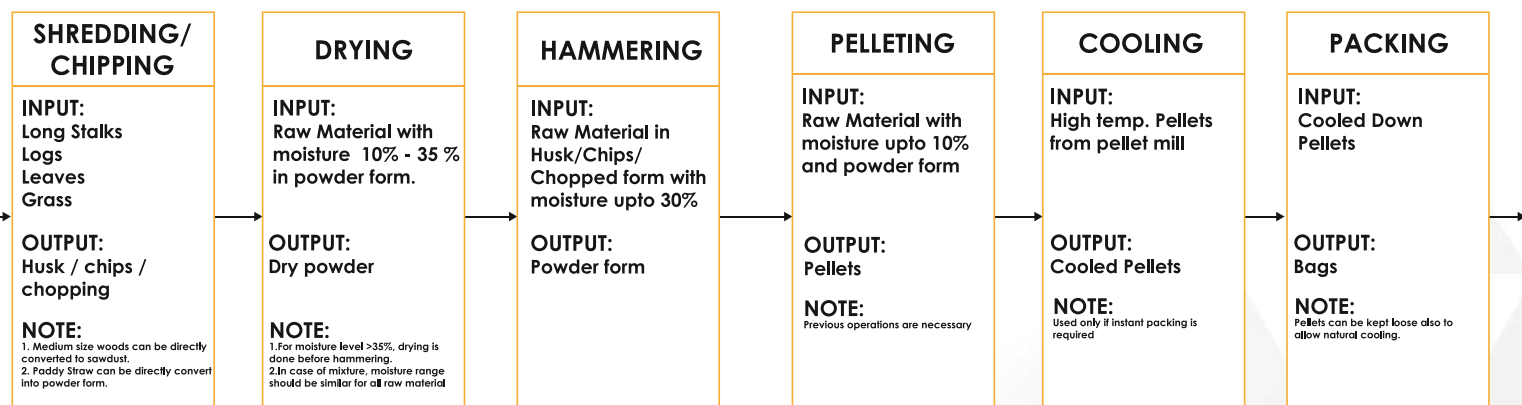 SHREDDING/
CHIPPING
INPUT:
Long Stalks
Logs
Leaves
Grass
OUTPUT:
Husk / chips /
chopping
NOTE:
1. Medium size woods can be directly
converted to sawdust.
2. Paddy Straw can be directly convert
into powder form.
DRYING
INPUT:
Raw Material with
moisture 10% - 35 %
in powder form.
OUTPUT:
Dry powder
NOTE:
1.For moisture level >35%, drying is
done before hammering.
2.In case of mixture, moisture range
should be similar for all raw material
HAMMERING
INPUT:
Raw Material in
Husk/Chips/
Chopped form with
moisture upto 30%
OUTPUT:
Powder form
PELLETING
INPUT:
Raw Material with
moisture upto 10%
and powder form
OUTPUT:
Pellets
NOTE:
Previous operations are necessary
COOLING
INPUT:
High temp. Pellets
from pellet mill
OUTPUT:
Cooled Pellets
NOTE:
Used only if instant packing is
required
PACKING
INPUT:
Cooled Down
Pellets
OUTPUT:
Bags
NOTE:
Pellets can be kept loose also to
allow natural cooling.